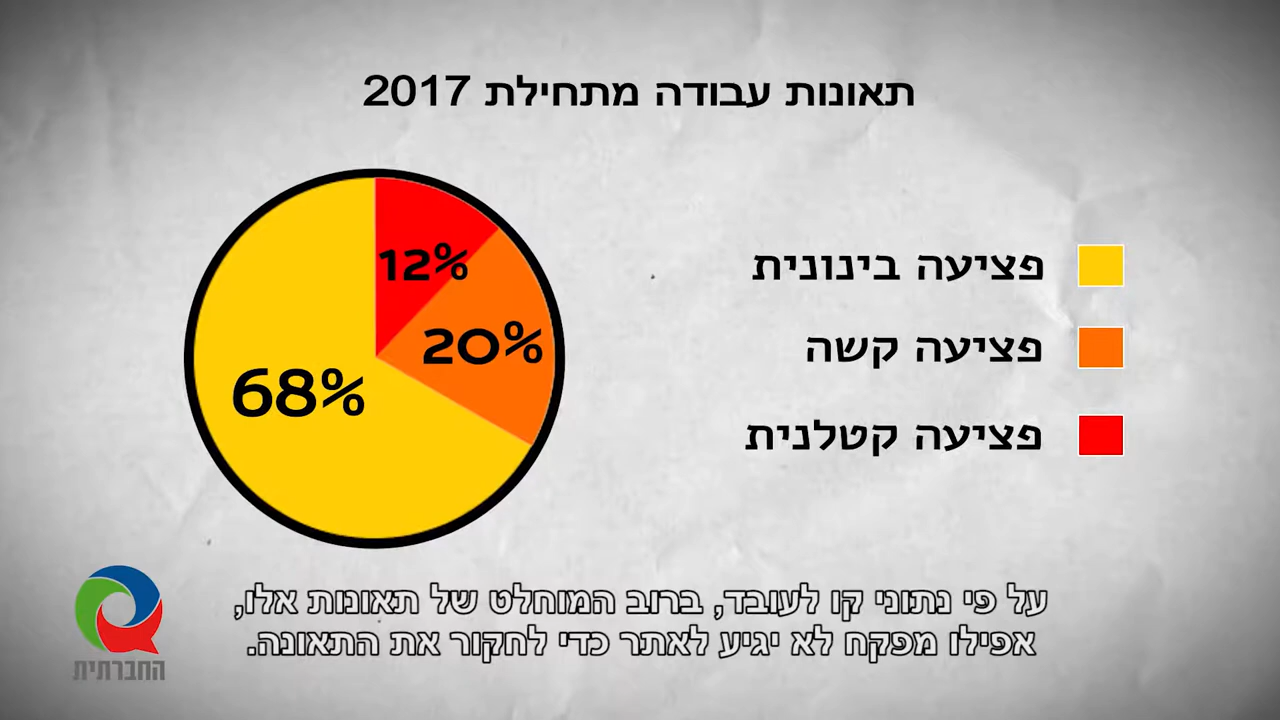 תאונות עבודה מתחילת 2017
12%
20%
68%
פציעה בינונית
פציעה קשה
פציעה קטלנית
על פי נתוני קו לעובד, ברוב המוחלט של תאונות אלו,
אפילו מפקח לא יגיע לאתר כדי לחקור את התאונה.
החברתית